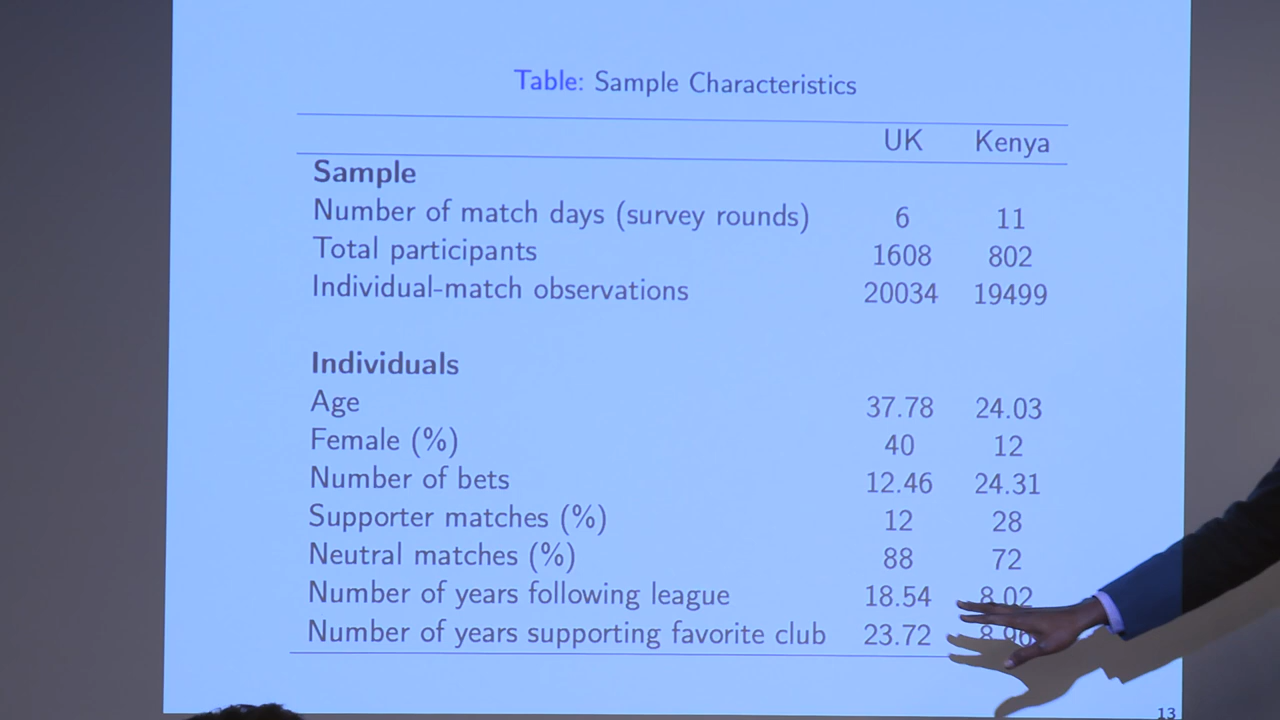 Table: Sample Characteristics
UK Kenya
Sample
Number of match days (survey rounds) 6 11
Total participants 1608 802
Individual-match observations 20034 19499
Individuals
Age 37.78 24.03
Female (%) 40 12
Number of bets 12.46 24.31
Supporter matches (%) 12 28
Neutral matches (%) 88 72
Number of years following league 18.54 8.02
Number of years supporting favorite club 23.72 8.96
13